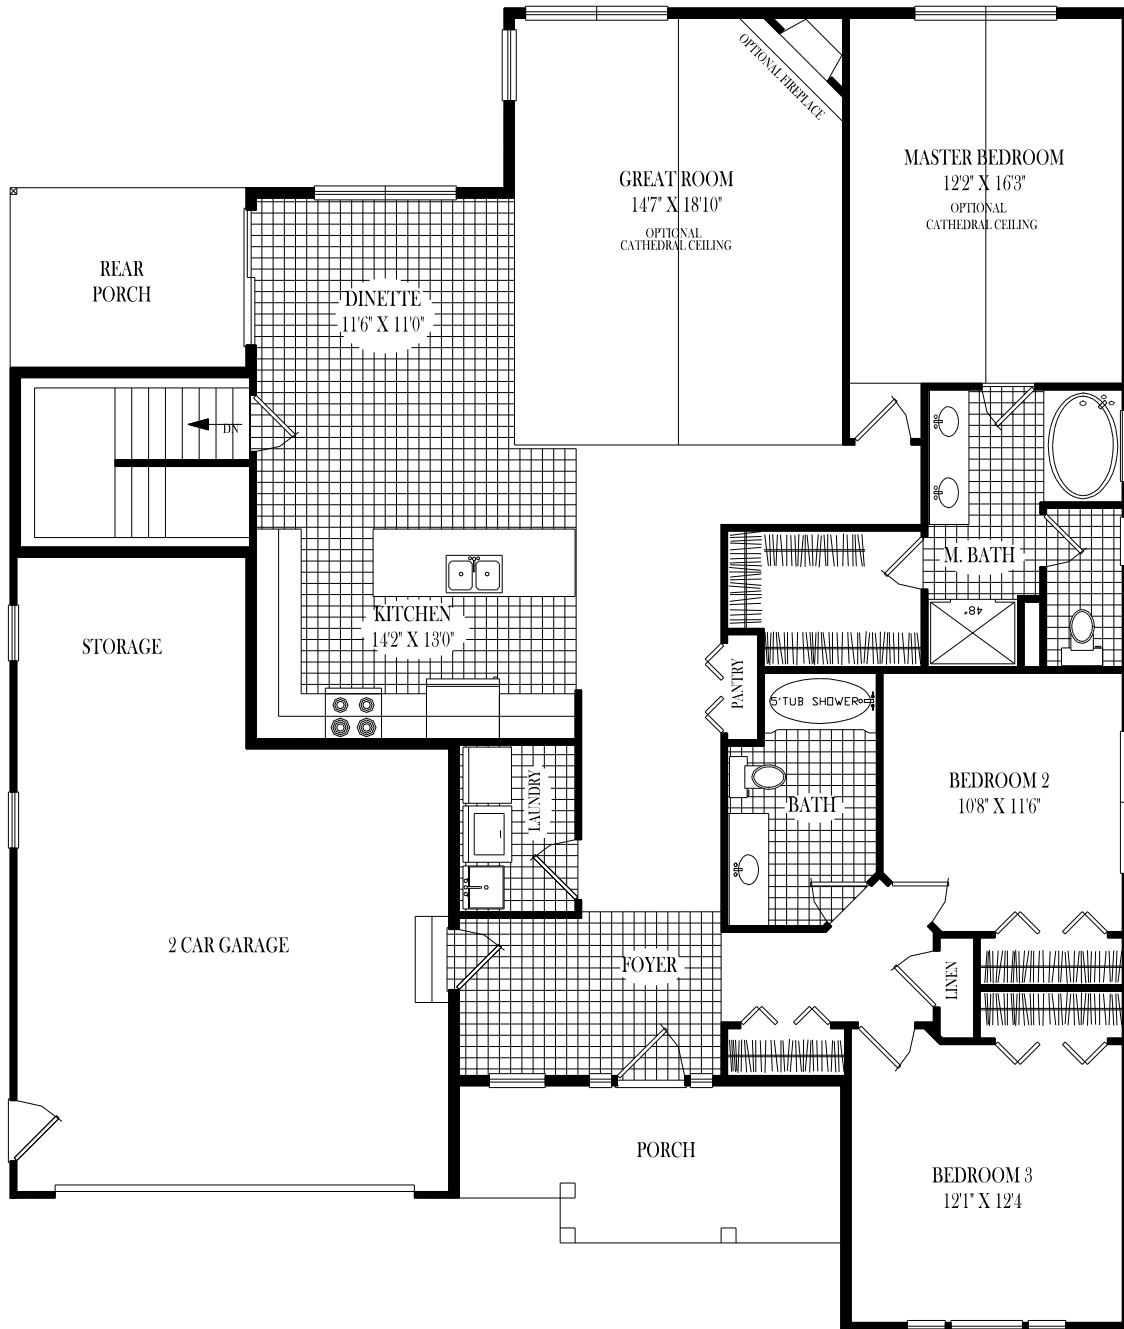 OPTIONAL FIREPLACE
GREAT ROOM
14'7" X 18'10"
OPTIONAL
CATHEDRAL CEILING
MASTER BEDROOM
12'2" X 16'3"
OPTIONAL
CATHEDRAL CEILING
REAR
PORCH
DINETTE
11'6" X 11'0"
DN
M. BATH
48"
KITCHEN
14'2" X 13'0"
STORAGE
PANTRY
5'TUB SHOWER
LAUNDRY
BATH
BEDROOM 2
10'8" X 11'6"
2 CAR GARAGE
FOYER
LINEN
PORCH
BEDROOM 3
12'1" X 12'4